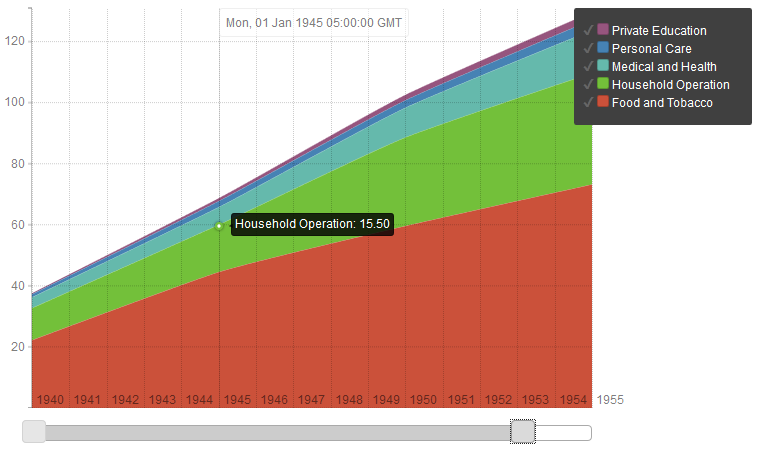 Mon, 01 Jan 1945 05:00:00 GMT
Private Education
Personal Care
Medical and Health
Household Operation
Food and Tobacco
120
100
80
60
40
20
Household Operation: 15.50
1940 1941 1942 1943 1944 1945 1946 1947 1948 1949 1950 1951 1952 1953 1954 1955